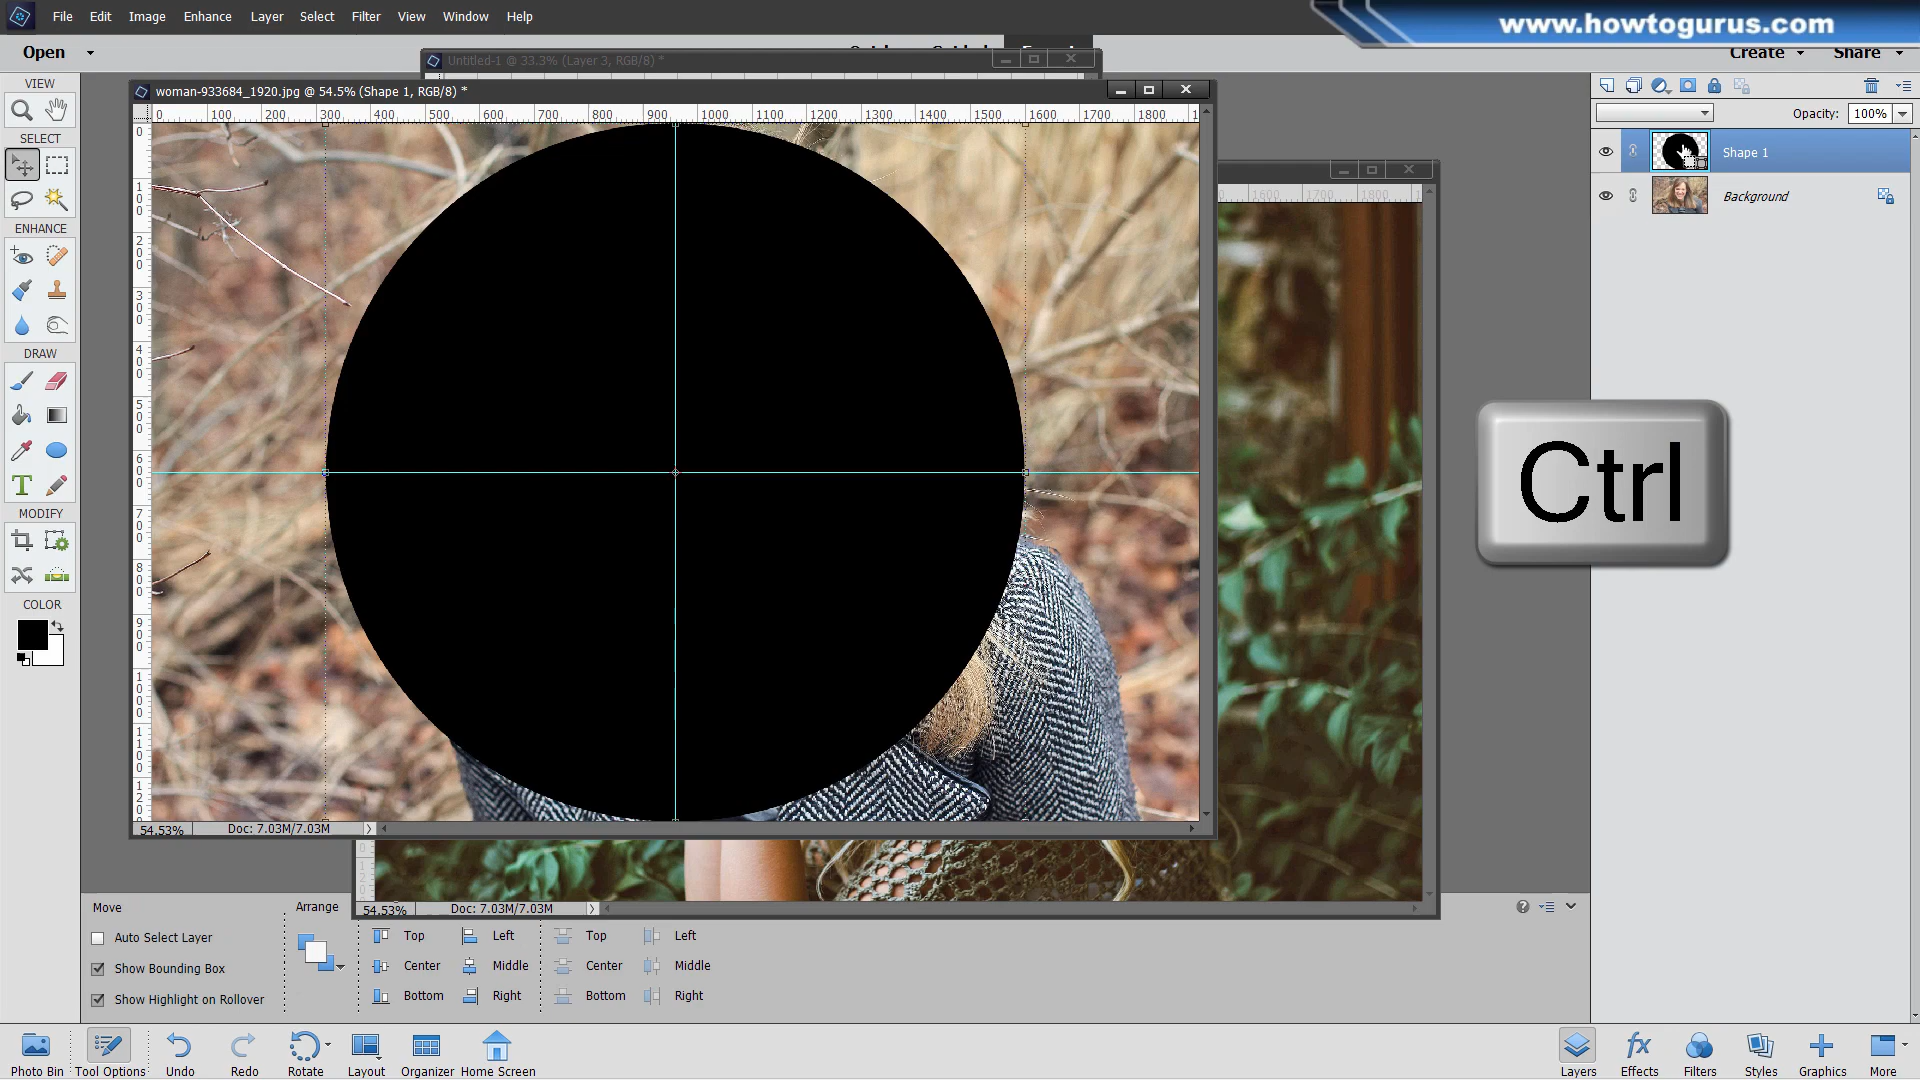 File Edit Image Enhance Layer Select Filter View Window Help
www.howtogurus.com
Open
Create Share
Untitled-1 @ 33.3% (Layer 3, RGB/8) *
VIEW
woman-933684_1920.jpg @ 54.5% (Shape 1, RGB/8) *
0 100 200 300 400 500 600 700 800 900 1000 1100 1200 1300 1400 1500 1600 1700 1800
Opacity: 100%
SELECT
Shape 1
1600 1700 1800
Background
ENHANCE
DRAW
T
Ctrl
MODIFY
COLOR
54.53% Doc: 7.03M/7.03M
54.53% Doc: 7.03M/7.03M
Move
Arrange
Auto Select Layer
Top Left Top Left
Show Bounding Box
Center Middle Center Middle
Show Highlight on Rollover
Bottom Right Bottom Right
Photo Bin Tool Options Undo Redo Rotate Layout Organizer Home Screen
fx
Layers Effects Filters Styles Graphics More